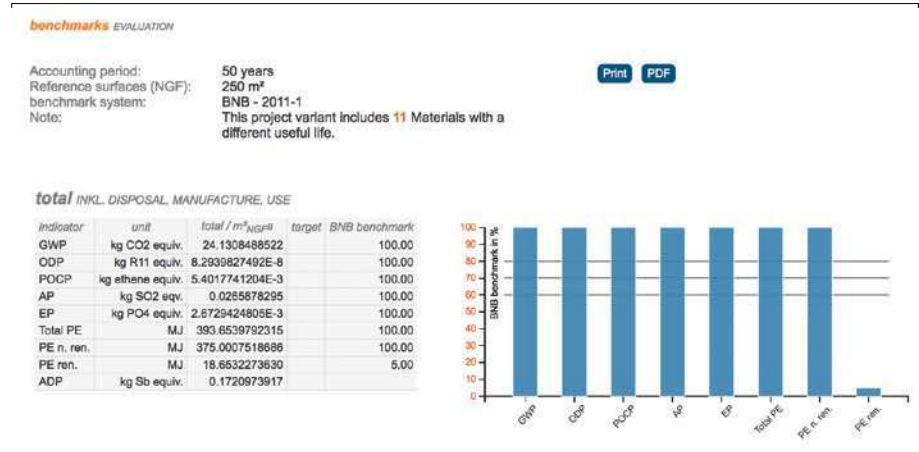 benchmarks EVALUATION
Accounting period: 50 years
Reference surfaces (NGF): 250 m²
benchmark system: BNB - 2011-1
Note: This project variant includes 11 Materials with a
different useful life.
Print PDF
total INKL. DISPOSAL, MANUFACTURE, USE
indicator unit total / m²NGFa target BNB benchmark
GWP kg CO2 equiv. 24.1308488522 100.00
ODP kg R11 equiv. 8.2939827492E-8 100.00
POCP kg ethene equiv. 5.4017741204E-3 100.00
AP kg SO2 eqv. 0.0265878295 100.00
EP kg PO4 equiv. 2.6729424805E-3 100.00
Total PE MJ 393.6539792315 100.00
PE n. ren. MJ 375.0007518686 100.00
PE ren. MJ 18.6532273630 5.00
ADP kg Sb equiv. 0.1720973917
BNB benchmark in %
100
90
80
70
60
50
40
30
20
10
0
GWP ODP POCP AP EP Total PE PE n. ren. PE ren.